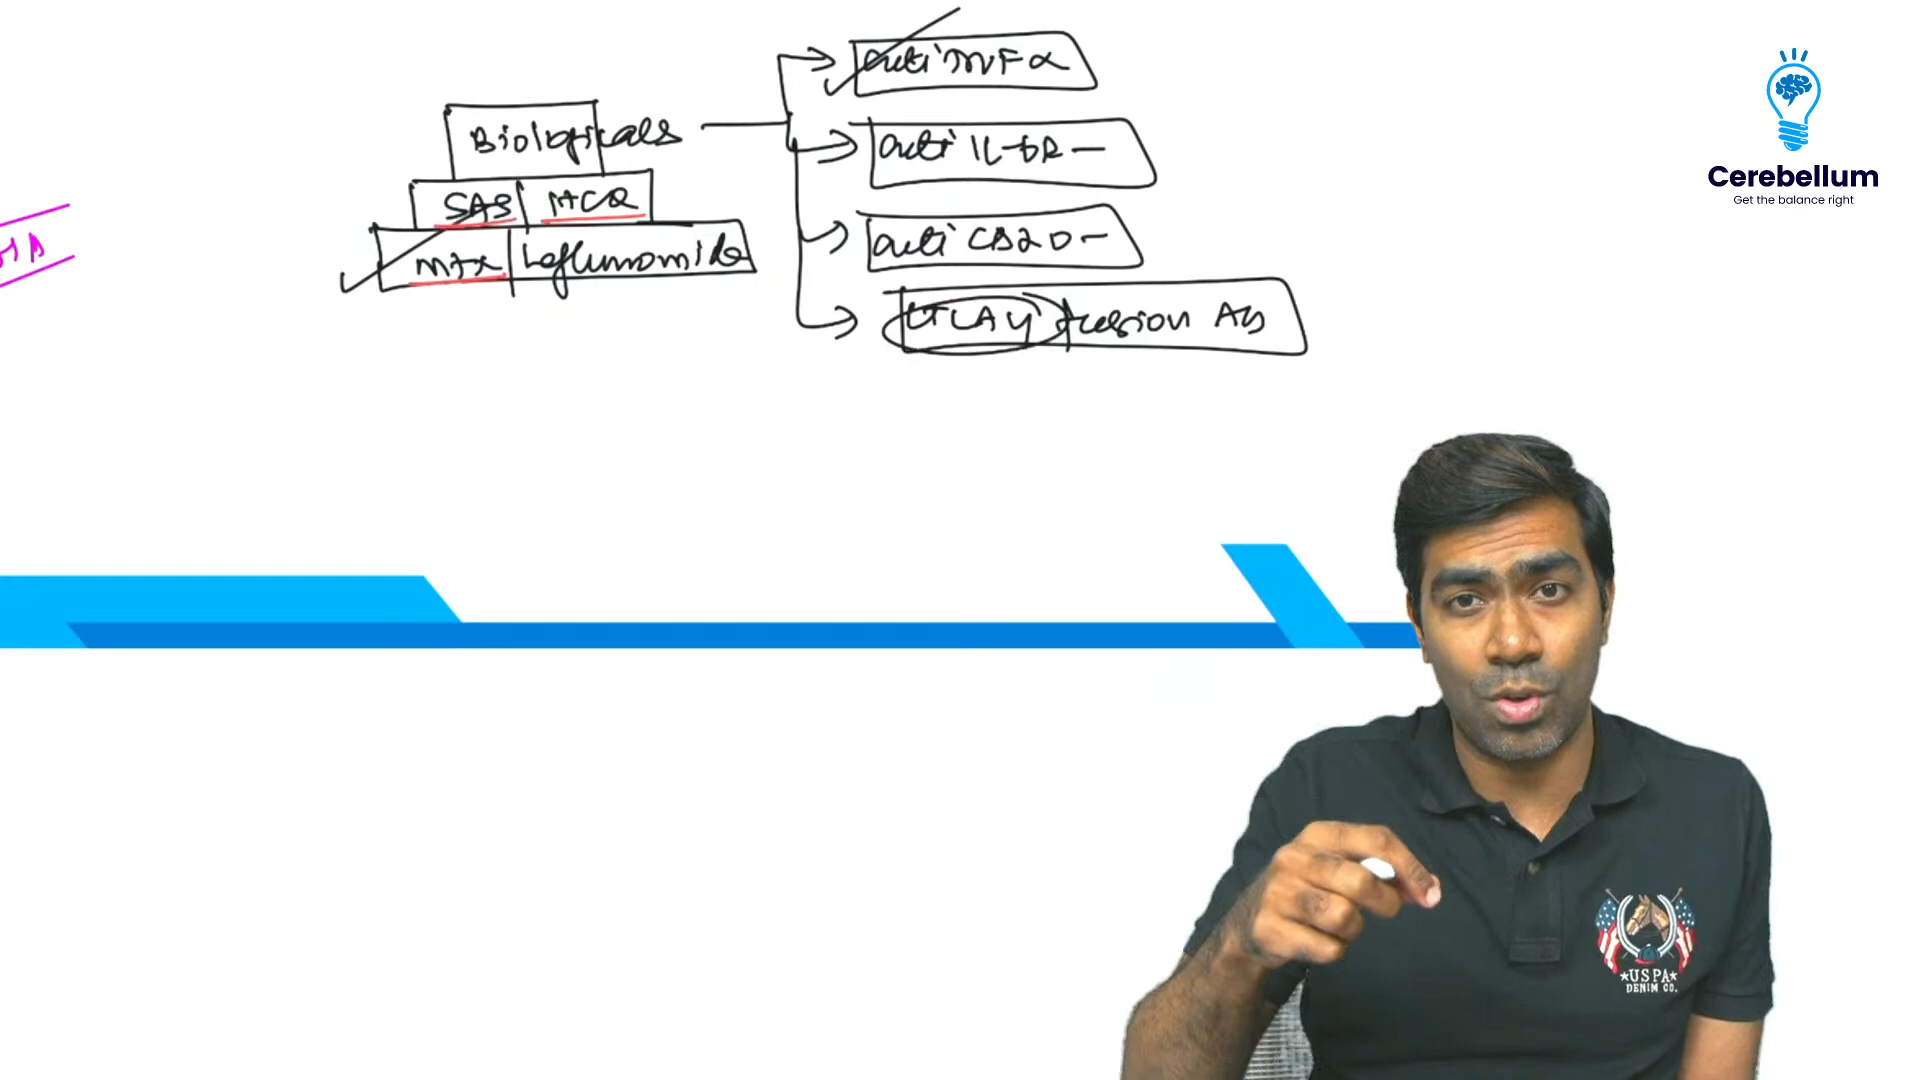 anti TNF α
Biologicals
anti IL-6R -
SAS HCQ
anti CD20 -
MTX Leflunomide
CTLA4 fusion Ab
Cerebellum
Get the balance right
USPA
DENIM CO.